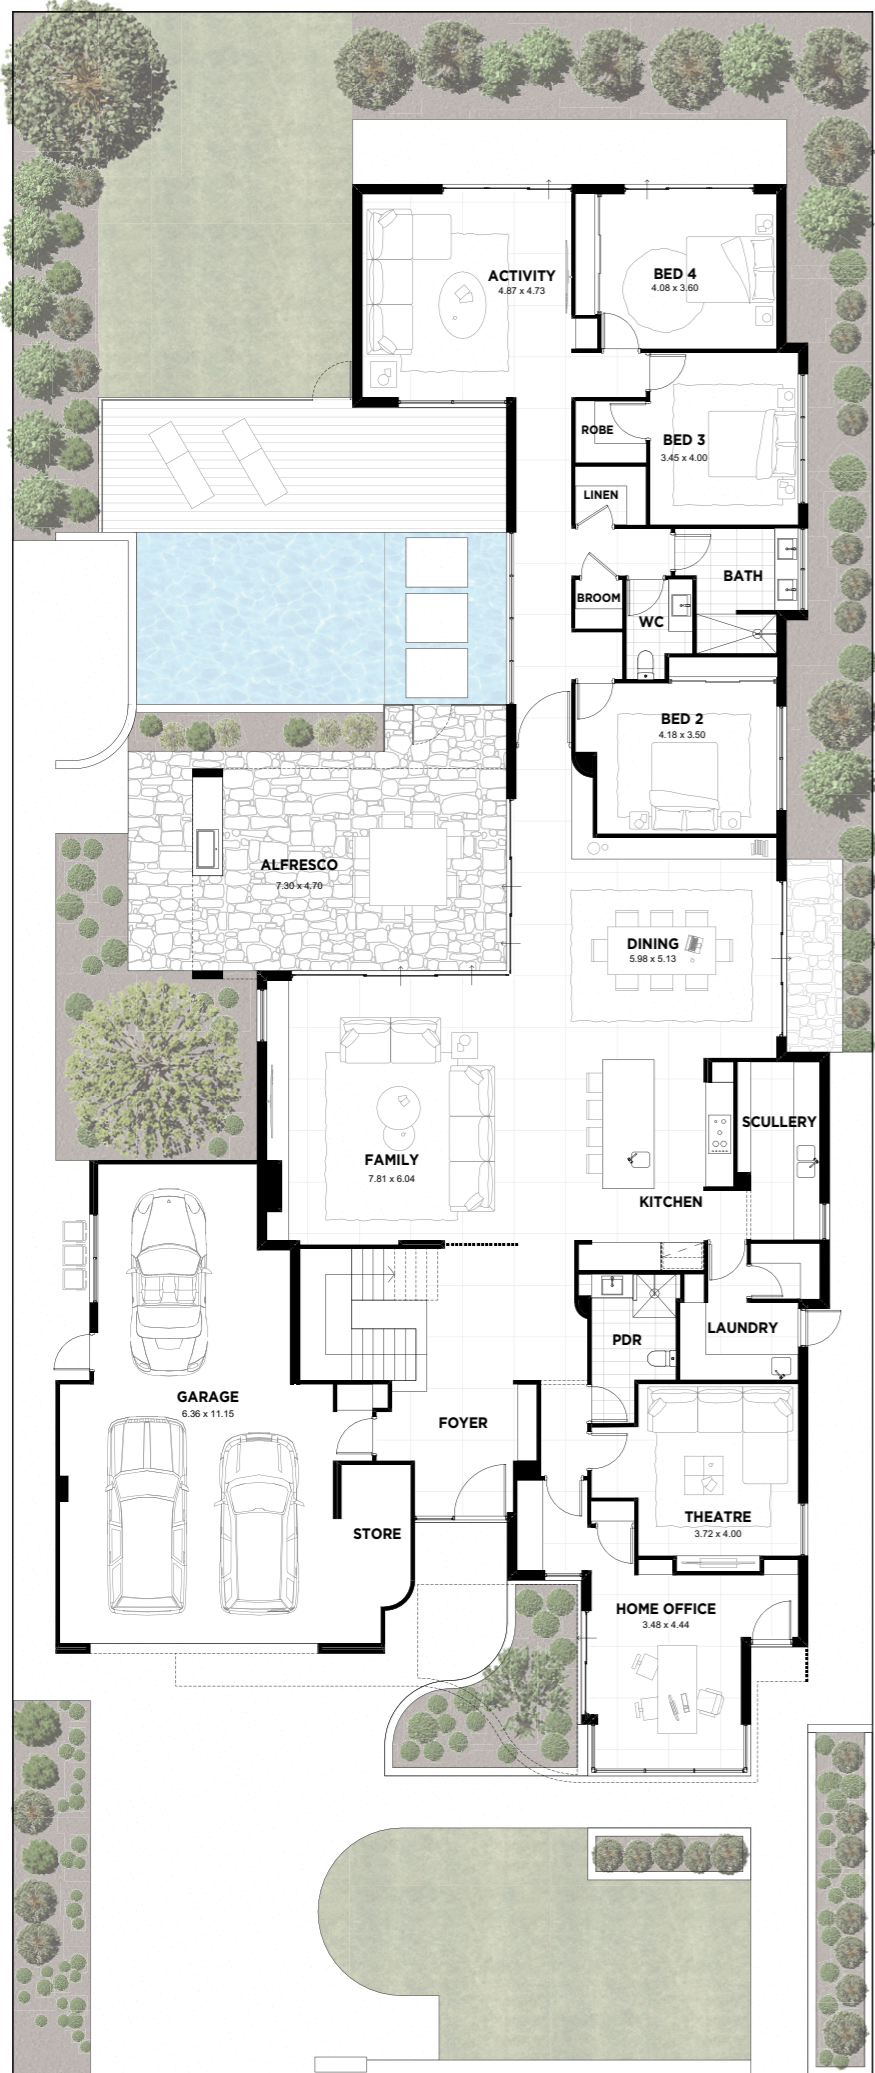 ACTIVITY
4.87 x 4.73
BED 4
4.08 x 3.60
ROBE
BED 3
3.45 x 4.00
LINEN
BATH
BROOM
WC
BED 2
4.18 x 3.50
ALFRESCO
7.30 x 4.70
DINING
5.98 x 5.13
SCULLERY
FAMILY
7.81 x 6.04
KITCHEN
PDR
LAUNDRY
GARAGE
6.36 x 11.15
FOYER
THEATRE
3.72 x 4.00
STORE
HOME OFFICE
3.48 x 4.44